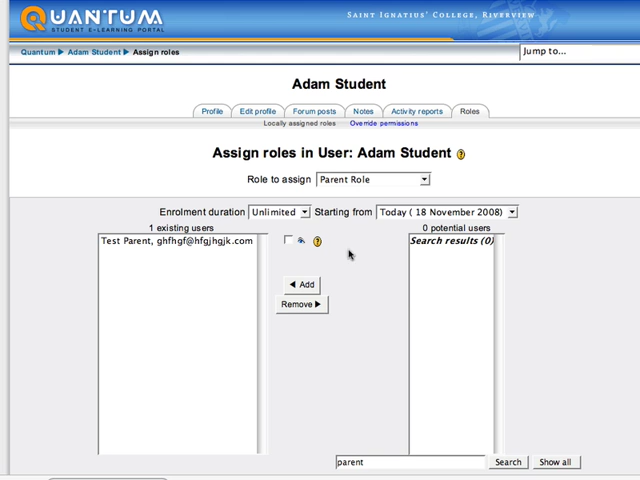 QUANTUM
STUDENT E-LEARNING PORTAL
SAINT IGNATIUS' COLLEGE, RIVERVIEW
Quantum ▶ Adam Student ▶ Assign roles
Jump to...
Adam Student
Profile Edit profile Forum posts Notes Activity reports Roles
Locally assigned roles Override permissions
Assign roles in User: Adam Student ?
Role to assign Parent Role
Enrolment duration Unlimited Starting from Today ( 18 November 2008)
1 existing users 0 potential users
Test Parent, ghfhgf@hfgjhgjk.com ? Search results (0)
◀ Add
Remove ▶
parent Search Show all